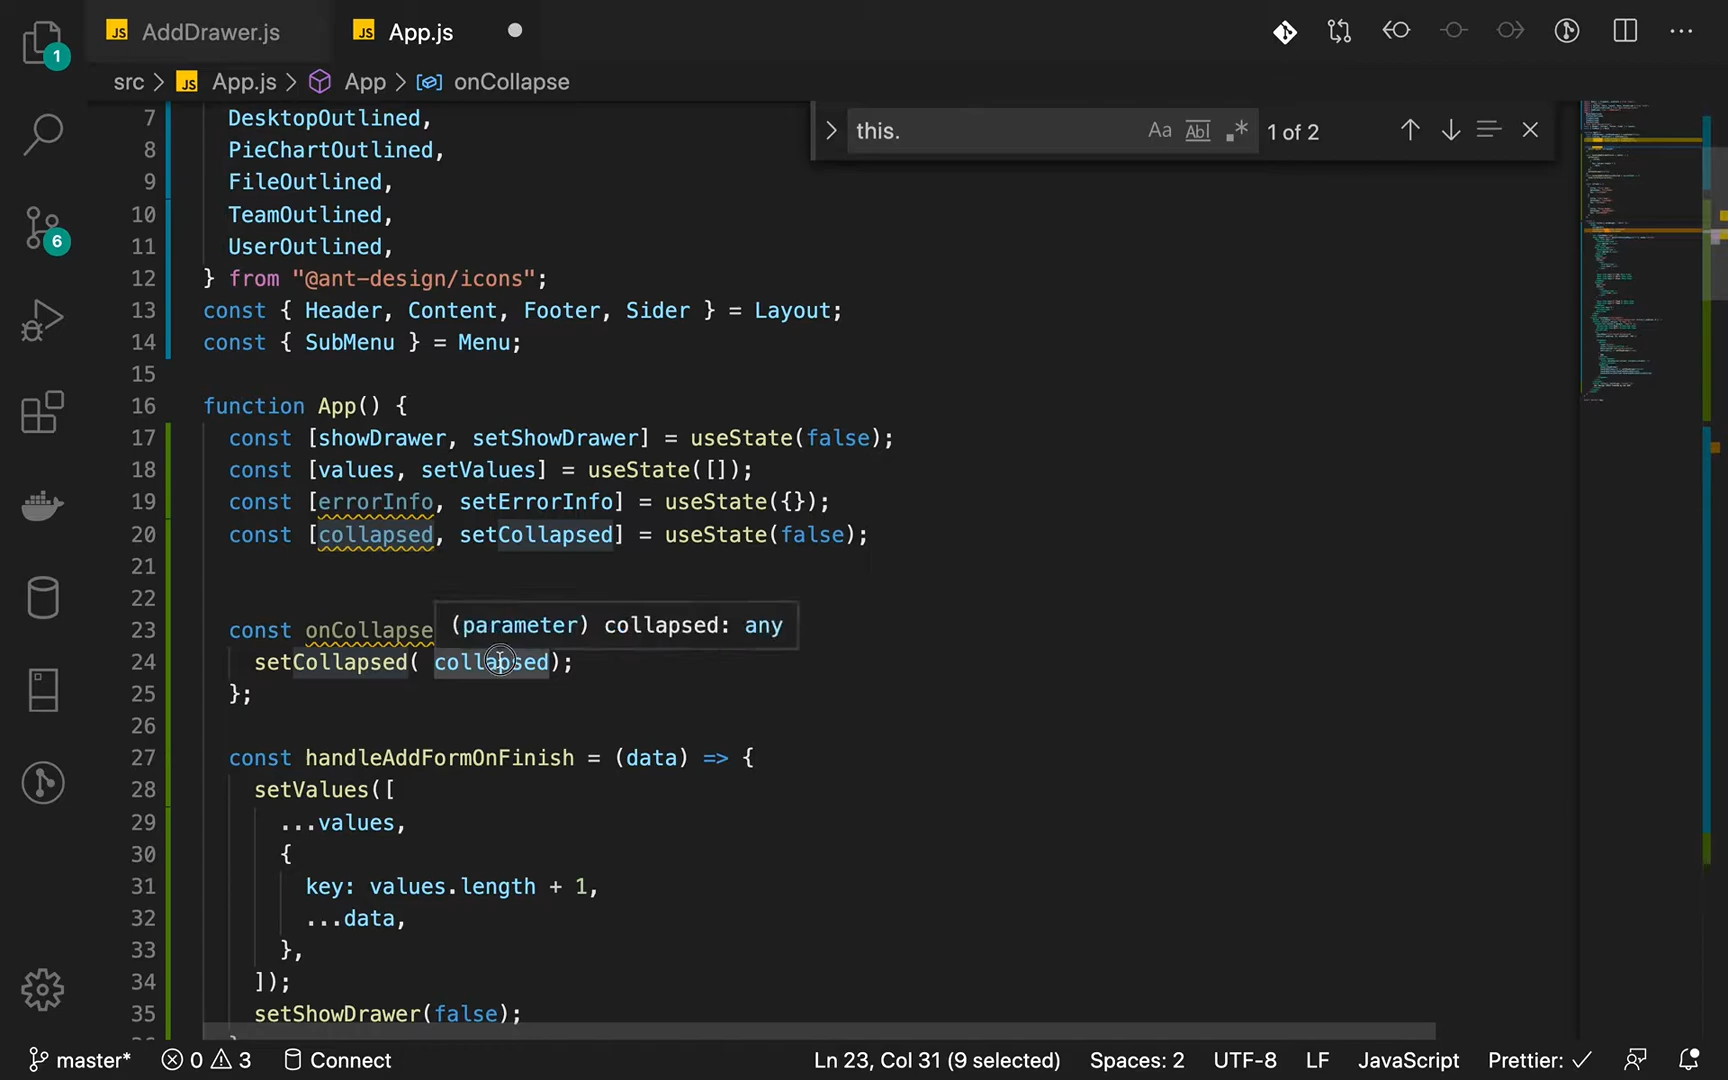 JS AddDrawer.js JS App.js
1
src > JS App.js > App > onCollapse
this. Aa Abl .* 1 of 2
7 DesktopOutlined,
8 PieChartOutlined,
9 FileOutlined,
10 TeamOutlined,
11 UserOutlined,
12 } from "@ant-design/icons";
13 const { Header, Content, Footer, Sider } = Layout;
14 const { SubMenu } = Menu;
15
16 function App() {
17 const [showDrawer, setShowDrawer] = useState(false);
18 const [values, setValues] = useState([]);
19 const [errorInfo, setErrorInfo] = useState({});
20 const [collapsed, setCollapsed] = useState(false);
21
22
23 const onCollapse
(parameter) collapsed: any
24 setCollapsed( collapsed);
25 };
26
27 const handleAddFormOnFinish = (data) => {
28 setValues([
29 ...values,
30 {
31 key: values.length + 1,
32 ...data,
33 },
34 ]);
35 setShowDrawer(false);
6
master* 0 3 Connect Ln 23, Col 31 (9 selected) Spaces: 2 UTF-8 LF JavaScript Prettier: ✓